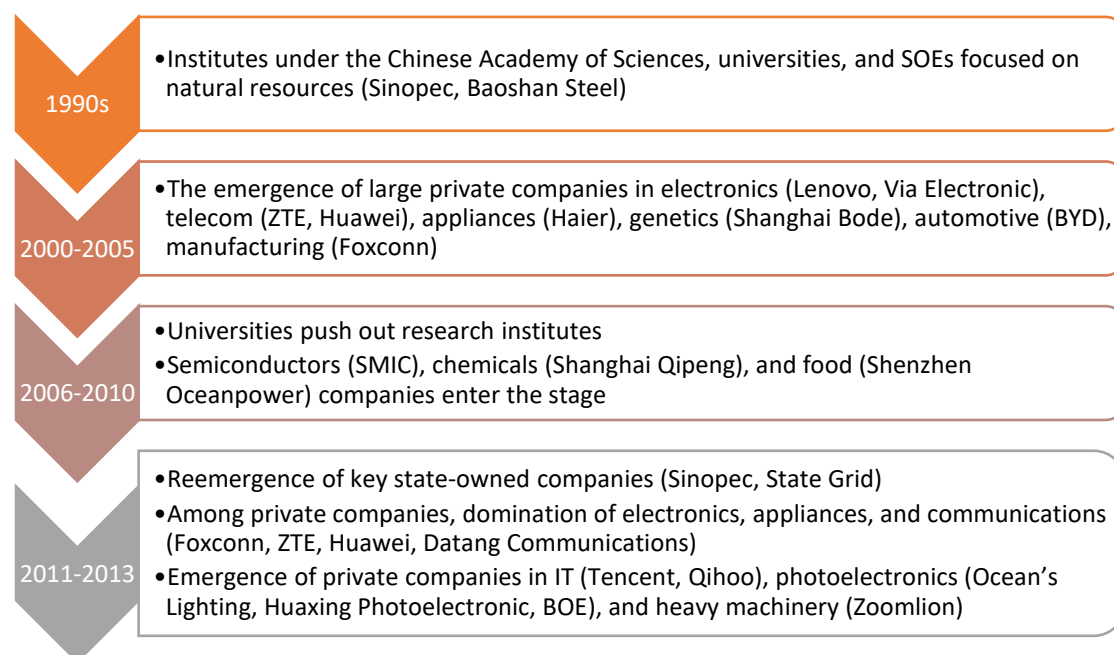 1990s
•Institutes under the Chinese Academy of Sciences, universities, and SOEs focused on
natural resources (Sinopec, Baoshan Steel)
2000-2005
•The emergence of large private companies in electronics (Lenovo, Via Electronic),
telecom (ZTE, Huawei), appliances (Haier), genetics (Shanghai Bode), automotive (BYD),
manufacturing (Foxconn)
2006-2010
•Universities push out research institutes
•Semiconductors (SMIC), chemicals (Shanghai Qipeng), and food (Shenzhen
Oceanpower) companies enter the stage
2011-2013
•Reemergence of key state-owned companies (Sinopec, State Grid)
•Among private companies, domination of electronics, appliances, and communications
(Foxconn, ZTE, Huawei, Datang Communications)
•Emergence of private companies in IT (Tencent, Qihoo), photoelectronics (Ocean's
Lighting, Huaxing Photoelectronic, BOE), and heavy machinery (Zoomlion)